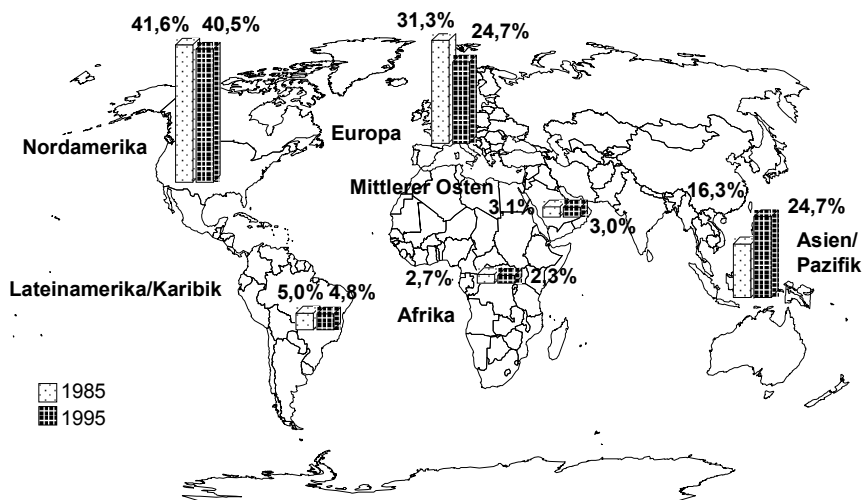 41,6% 40,5%
31,3%
24,7%
Nordamerika
Europa
Mittlerer Osten
3,1%
3,0%
16,3%
24,7%
Asien/
Pazifik
2,7%
2,3%
Afrika
Lateinamerika/Karibik
5,0% 4,8%
1985
1995